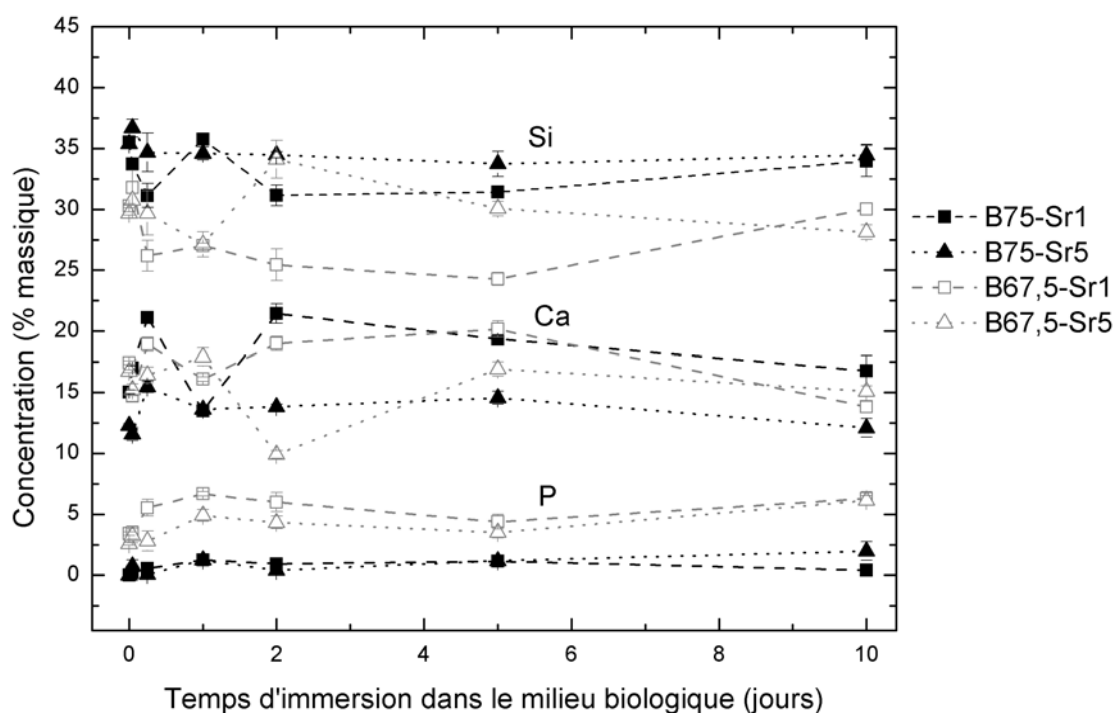 45
40
35
30
25
20
15
10
5
0
Concentration (% massique)
Si
Ca
P
0 2 4 6 8 10
Temps d'immersion dans le milieu biologique (jours)
B75-Sr1
B75-Sr5
B67,5-Sr1
B67,5-Sr5